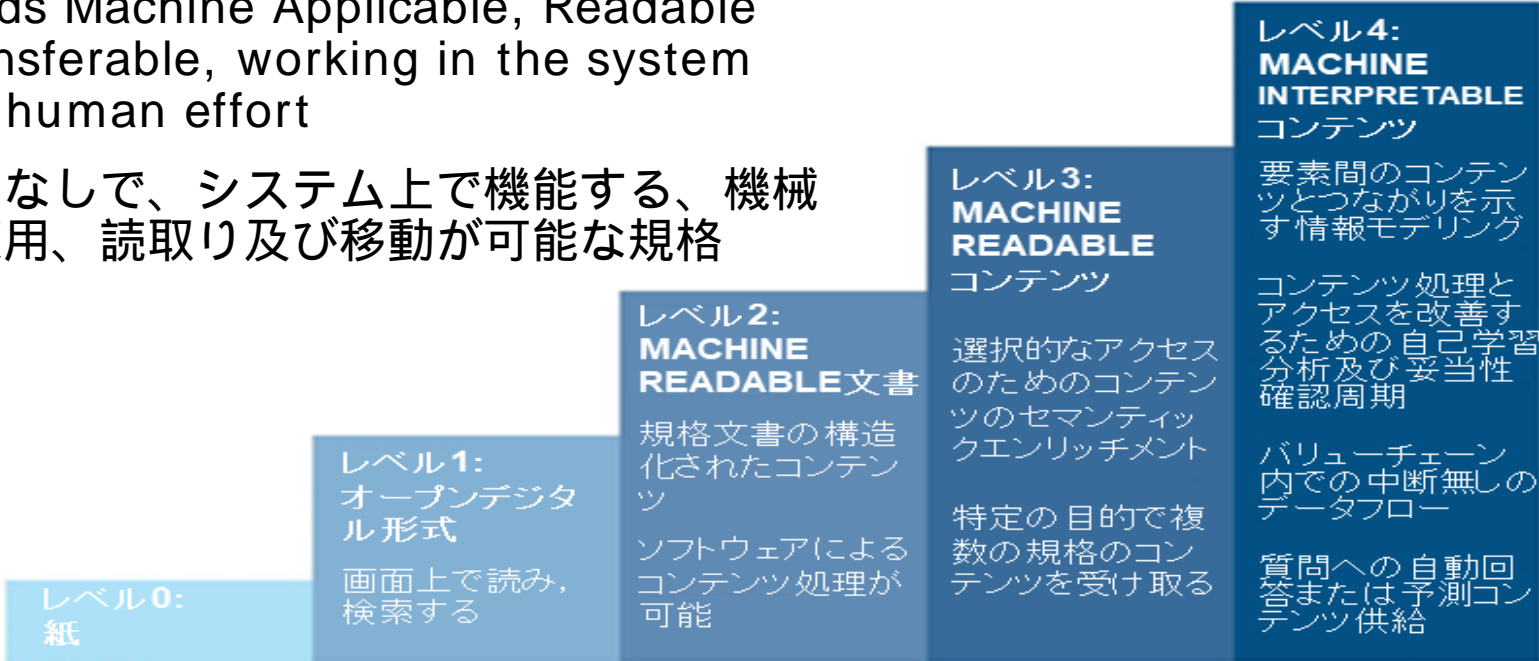 ds Machine Applicable, Readable
nsferable, working in the system
human effort
なしで、システム上で機能する、機械
用、読取り及び移動が可能な規格
レベル0:
紙
レベル1:
オープンデジタ
ル形式
画面上で読み,
検索する
レベル2:
MACHINE
READABLE文書
規格文書の構造
化されたコンテン
ツ
ソフトウェアによる
コンテンツ処理が
可能
レベル3:
MACHINE
READABLE
コンテンツ
選択的なアクセス
のためのコンテン
ツのセマンティッ
クエンリッチメント
特定の目的で複
数の規格のコン
テンツを受け取る
レベル4:
MACHINE
INTERPRETABLE
コンテンツ
要素間のコンテン
ツとつながりを示
す情報モデリング
コンテンツ処理と
アクセスを改善す
るための自己学習
分析及び妥当性
確認周期
バリューチェーン
内での中断無しの
データフロー
質問への自動回
答または予測コン
テンツ供給